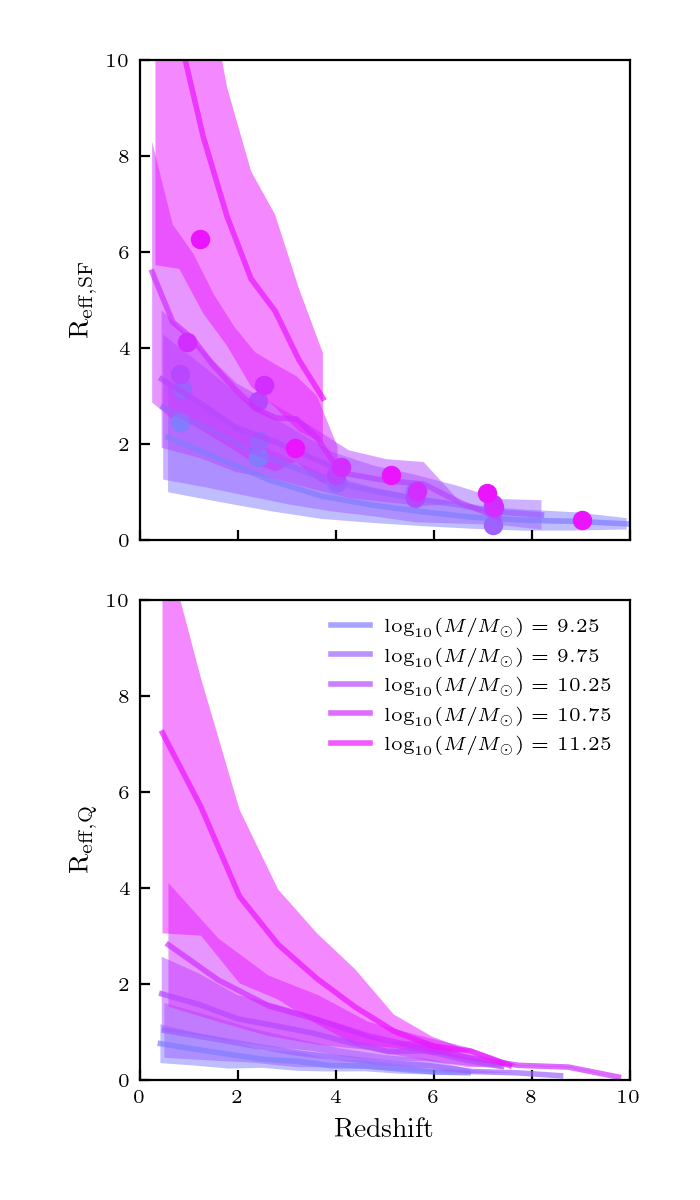 10
8
6
4
2
0
R_eff,SF
10
8
6
4
2
0
R_eff,Q
log₁₀(M/M⊙) = 9.25
log₁₀(M/M⊙) = 9.75
log₁₀(M/M⊙) = 10.25
log₁₀(M/M⊙) = 10.75
log₁₀(M/M⊙) = 11.25
0 2 4 6 8 10
Redshift